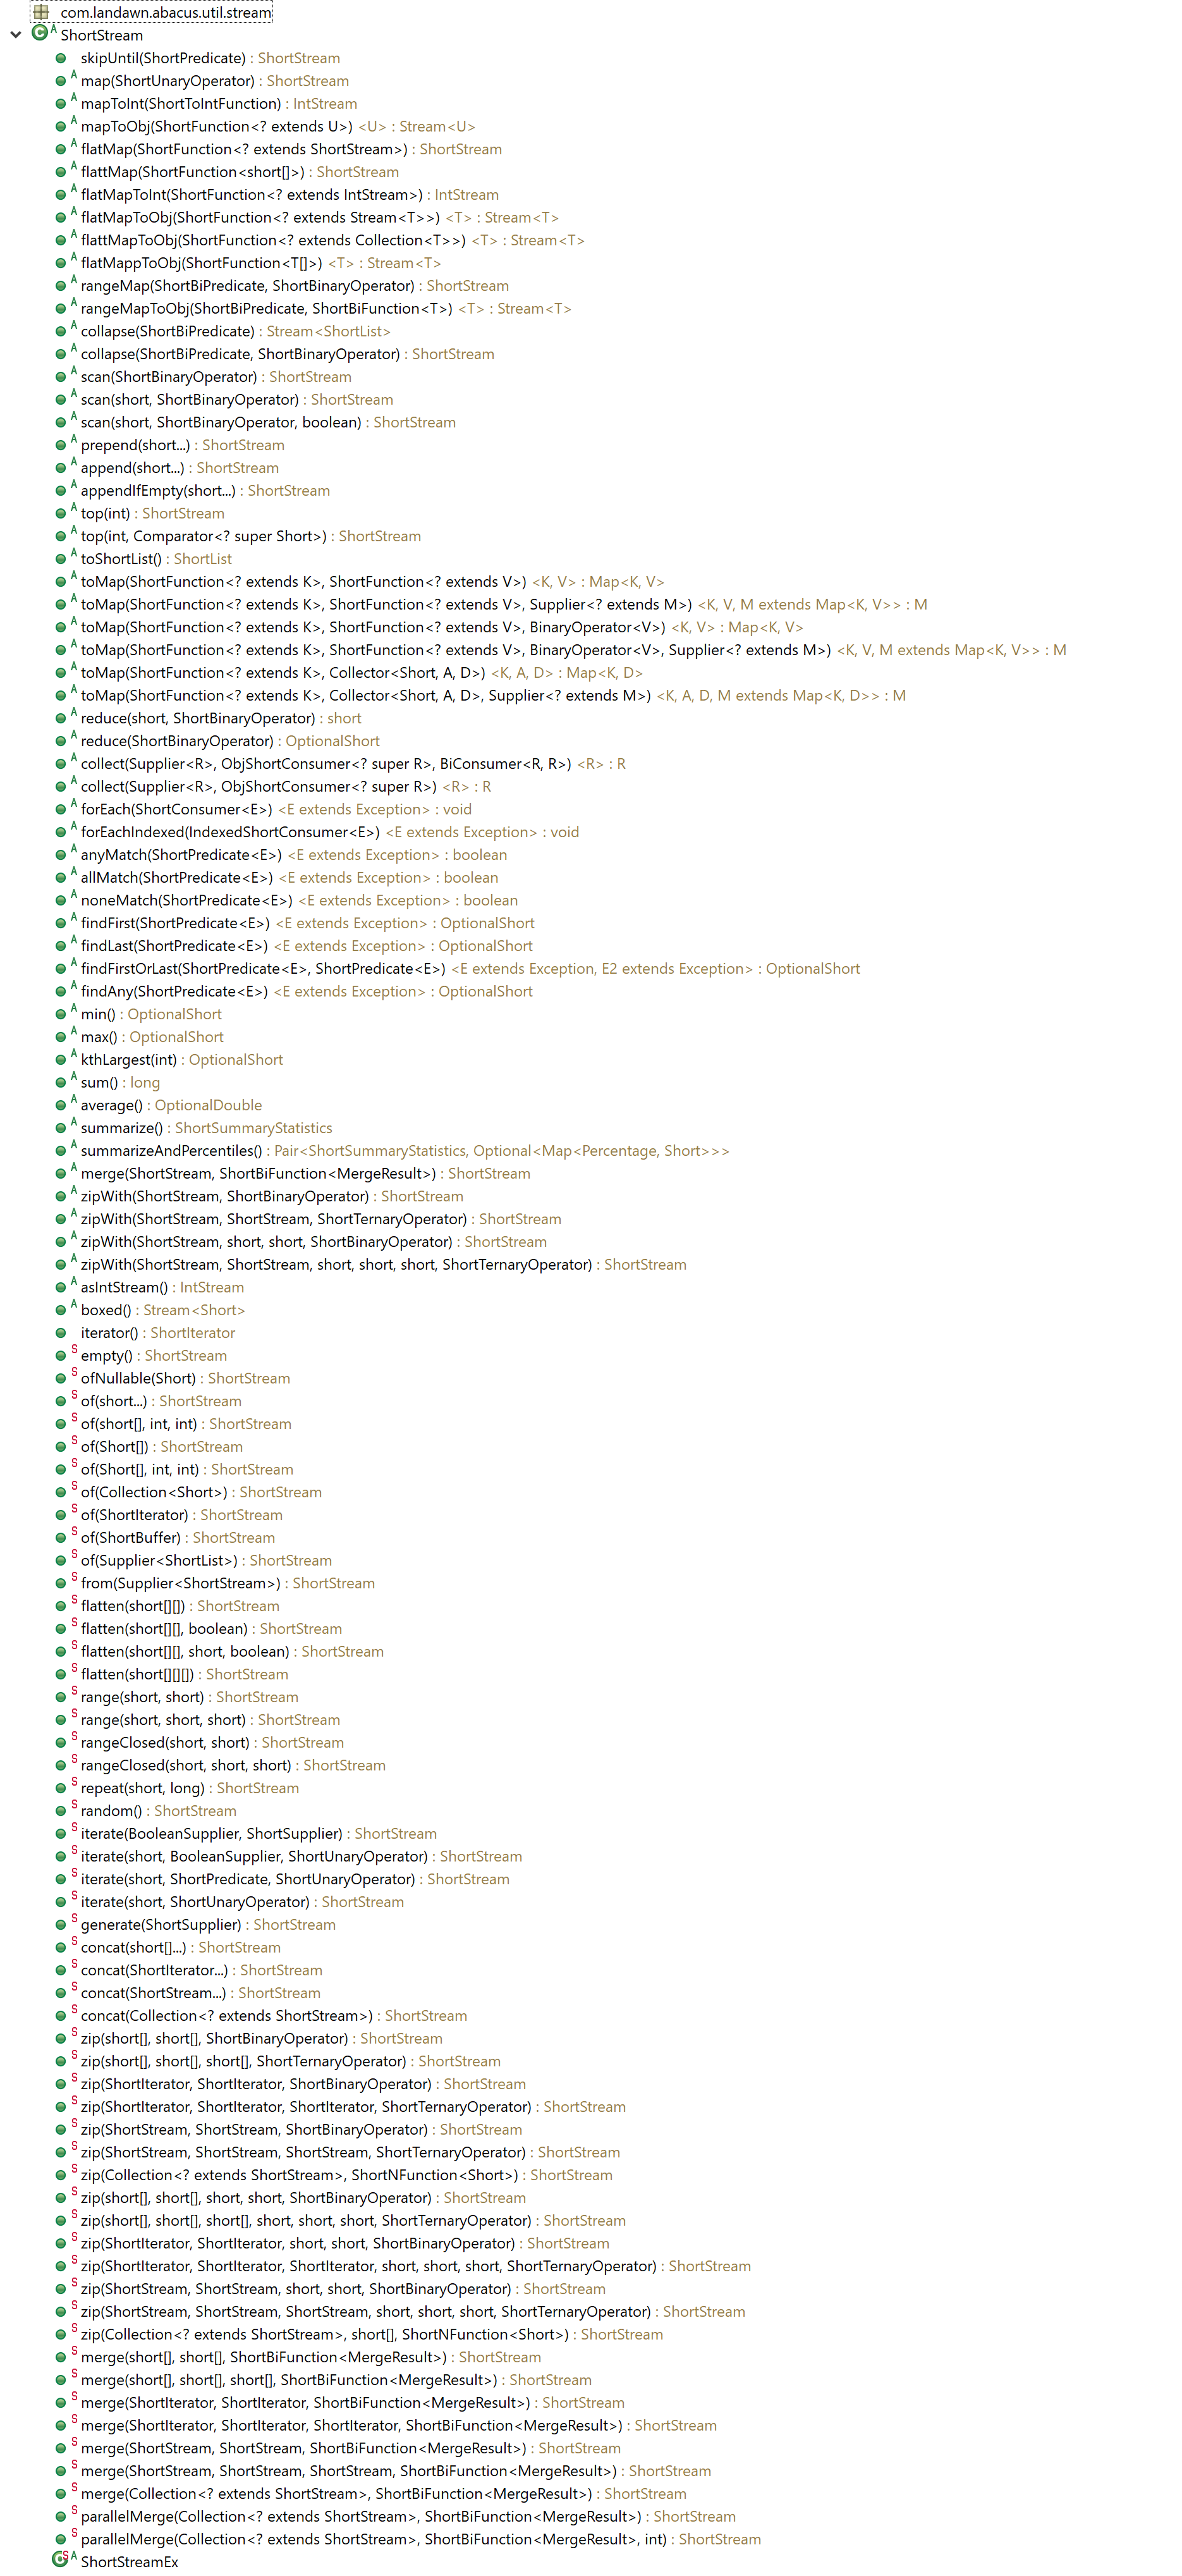 com.landawn.abacus.util.stream
A ShortStream
skipUntil(ShortPredicate) : ShortStream
A map(ShortUnaryOperator) : ShortStream
A mapToInt(ShortToIntFunction) : IntStream
A mapToObj(ShortFunction<? extends U>) <U> : Stream<U>
A flatMap(ShortFunction<? extends ShortStream>) : ShortStream
A flattMap(ShortFunction<short[]>) : ShortStream
A flatMapToInt(ShortFunction<? extends IntStream>) : IntStream
A flatMapToObj(ShortFunction<? extends Stream<T>>) <T> : Stream<T>
A flattMapToObj(ShortFunction<? extends Collection<T>>) <T> : Stream<T>
A flatMappToObj(ShortFunction<T[]>) <T> : Stream<T>
A rangeMap(ShortBiPredicate, ShortBinaryOperator) : ShortStream
A rangeMapToObj(ShortBiPredicate, ShortBiFunction<T>) <T> : Stream<T>
A collapse(ShortBiPredicate) : Stream<ShortList>
A collapse(ShortBiPredicate, ShortBinaryOperator) : ShortStream
A scan(ShortBinaryOperator) : ShortStream
A scan(short, ShortBinaryOperator) : ShortStream
A scan(short, ShortBinaryOperator, boolean) : ShortStream
A prepend(short...) : ShortStream
A append(short...) : ShortStream
A appendIfEmpty(short...) : ShortStream
A top(int) : ShortStream
A top(int, Comparator<? super Short>) : ShortStream
A toShortList() : ShortList
A toMap(ShortFunction<? extends K>, ShortFunction<? extends V>) <K, V> : Map<K, V>
A toMap(ShortFunction<? extends K>, ShortFunction<? extends V>, Supplier<? extends M>) <K, V, M extends Map<K, V>> : M
A toMap(ShortFunction<? extends K>, ShortFunction<? extends V>, BinaryOperator<V>) <K, V> : Map<K, V>
A toMap(ShortFunction<? extends K>, ShortFunction<? extends V>, BinaryOperator<V>, Supplier<? extends M>) <K, V, M extends Map<K, V>> : M
A toMap(ShortFunction<? extends K>, Collector<Short, A, D>) <K, A, D> : Map<K, D>
A toMap(ShortFunction<? extends K>, Collector<Short, A, D>, Supplier<? extends M>) <K, A, D, M extends Map<K, D>> : M
A reduce(short, ShortBinaryOperator) : short
A reduce(ShortBinaryOperator) : OptionalShort
A collect(Supplier<R>, ObjShortConsumer<? super R>, BiConsumer<R, R>) <R> : R
A collect(Supplier<R>, ObjShortConsumer<? super R>) <R> : R
A forEach(ShortConsumer<E>) <E extends Exception> : void
A forEachIndexed(IndexedShortConsumer<E>) <E extends Exception> : void
A anyMatch(ShortPredicate<E>) <E extends Exception> : boolean
A allMatch(ShortPredicate<E>) <E extends Exception> : boolean
A noneMatch(ShortPredicate<E>) <E extends Exception> : boolean
A findFirst(ShortPredicate<E>) <E extends Exception> : OptionalShort
A findLast(ShortPredicate<E>) <E extends Exception> : OptionalShort
A findFirstOrLast(ShortPredicate<E>, ShortPredicate<E>) <E extends Exception, E2 extends Exception> : OptionalShort
A findAny(ShortPredicate<E>) <E extends Exception> : OptionalShort
A min() : OptionalShort
A max() : OptionalShort
A kthLargest(int) : OptionalShort
A sum() : long
A average() : OptionalDouble
A summarize() : ShortSummaryStatistics
A summarizeAndPercentiles() : Pair<ShortSummaryStatistics, Optional<Map<Percentage, Short>>>
A merge(ShortStream, ShortBiFunction<MergeResult>) : ShortStream
A zipWith(ShortStream, ShortBinaryOperator) : ShortStream
A zipWith(ShortStream, ShortStream, ShortTernaryOperator) : ShortStream
A zipWith(ShortStream, short, short, ShortBinaryOperator) : ShortStream
A zipWith(ShortStream, ShortStream, short, short, short, ShortTernaryOperator) : ShortStream
A asIntStream() : IntStream
A boxed() : Stream<Short>
iterator() : ShortIterator
S empty() : ShortStream
S ofNullable(Short) : ShortStream
S of(short...) : ShortStream
S of(short[], int, int) : ShortStream
S of(Short[]) : ShortStream
S of(Short[], int, int) : ShortStream
S of(Collection<Short>) : ShortStream
S of(ShortIterator) : ShortStream
S of(ShortBuffer) : ShortStream
S of(Supplier<ShortList>) : ShortStream
S from(Supplier<ShortStream>) : ShortStream
S flatten(short[][]) : ShortStream
S flatten(short[][], boolean) : ShortStream
S flatten(short[][], short, boolean) : ShortStream
S flatten(short[][][]) : ShortStream
S range(short, short) : ShortStream
S range(short, short, short) : ShortStream
S rangeClosed(short, short) : ShortStream
S rangeClosed(short, short, short) : ShortStream
S repeat(short, long) : ShortStream
S random() : ShortStream
S iterate(BooleanSupplier, ShortSupplier) : ShortStream
S iterate(short, BooleanSupplier, ShortUnaryOperator) : ShortStream
S iterate(short, ShortPredicate, ShortUnaryOperator) : ShortStream
S iterate(short, ShortUnaryOperator) : ShortStream
S generate(ShortSupplier) : ShortStream
S concat(short[]...) : ShortStream
S concat(ShortIterator...) : ShortStream
S concat(ShortStream...) : ShortStream
S concat(Collection<? extends ShortStream>) : ShortStream
S zip(short[], short[], ShortBinaryOperator) : ShortStream
S zip(short[], short[], short[], ShortTernaryOperator) : ShortStream
S zip(ShortIterator, ShortIterator, ShortBinaryOperator) : ShortStream
S zip(ShortIterator, ShortIterator, ShortIterator, ShortTernaryOperator) : ShortStream
S zip(ShortStream, ShortStream, ShortBinaryOperator) : ShortStream
S zip(ShortStream, ShortStream, ShortStream, ShortTernaryOperator) : ShortStream
S zip(Collection<? extends ShortStream>, ShortNFunction<Short>) : ShortStream
S zip(short[], short[], short, short, ShortBinaryOperator) : ShortStream
S zip(short[], short[], short[], short, short, short, ShortTernaryOperator) : ShortStream
S zip(ShortIterator, ShortIterator, short, short, ShortBinaryOperator) : ShortStream
S zip(ShortIterator, ShortIterator, ShortIterator, short, short, short, ShortTernaryOperator) : ShortStream
S zip(ShortStream, ShortStream, short, short, ShortBinaryOperator) : ShortStream
S zip(ShortStream, ShortStream, ShortStream, short, short, short, ShortTernaryOperator) : ShortStream
S zip(Collection<? extends ShortStream>, short[], ShortNFunction<Short>) : ShortStream
S merge(short[], short[], ShortBiFunction<MergeResult>) : ShortStream
S merge(short[], short[], short[], ShortBiFunction<MergeResult>) : ShortStream
S merge(ShortIterator, ShortIterator, ShortBiFunction<MergeResult>) : ShortStream
S merge(ShortIterator, ShortIterator, ShortIterator, ShortBiFunction<MergeResult>) : ShortStream
S merge(ShortStream, ShortStream, ShortBiFunction<MergeResult>) : ShortStream
S merge(ShortStream, ShortStream, ShortStream, ShortBiFunction<MergeResult>) : ShortStream
S merge(Collection<? extends ShortStream>, ShortBiFunction<MergeResult>) : ShortStream
S parallelMerge(Collection<? extends ShortStream>, ShortBiFunction<MergeResult>) : ShortStream
S parallelMerge(Collection<? extends ShortStream>, ShortBiFunction<MergeResult>, int) : ShortStream
S A ShortStreamEx